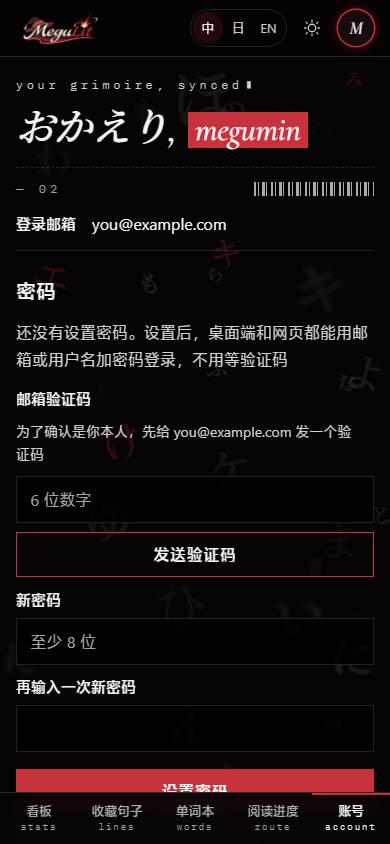 MeguLit
中 日 EN
M
your grimoire, synced
おかえり, megumin
— 02
登录邮箱 you@example.com
密码
还没有设置密码。设置后，桌面端和网页都能用邮
箱或用户名加密码登录，不用等验证码
邮箱验证码
为了确认是你本人，先给 you@example.com 发一个验
证码
6 位数字
发送验证码
新密码
至少 8 位
再输入一次新密码
设置密码
看板 收藏句子 单词本 阅读进度 账号
stats lines words route account